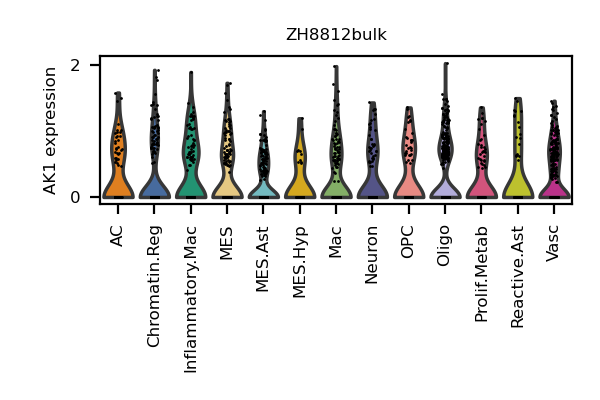 ZH8812bulk
AK1 expression
2
0
AC
Chromatin.Reg
Inflammatory.Mac
MES
MES.Ast
MES.Hyp
Mac
Neuron
OPC
Oligo
Prolif.Metab
Reactive.Ast
Vasc